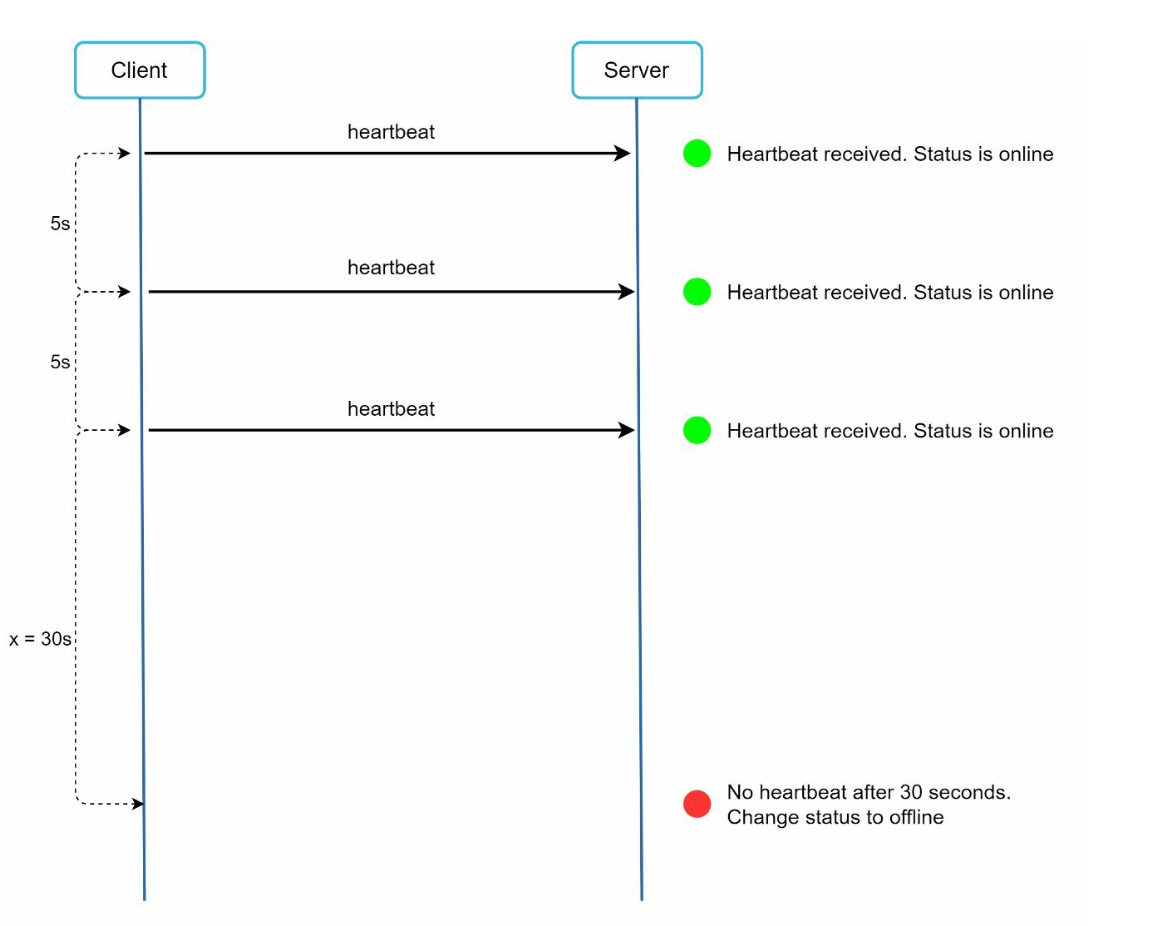 Client
Server
heartbeat
Heartbeat received. Status is online
5s
heartbeat
Heartbeat received. Status is online
5s
heartbeat
Heartbeat received. Status is online
x = 30s
No heartbeat after 30 seconds.
Change status to offline